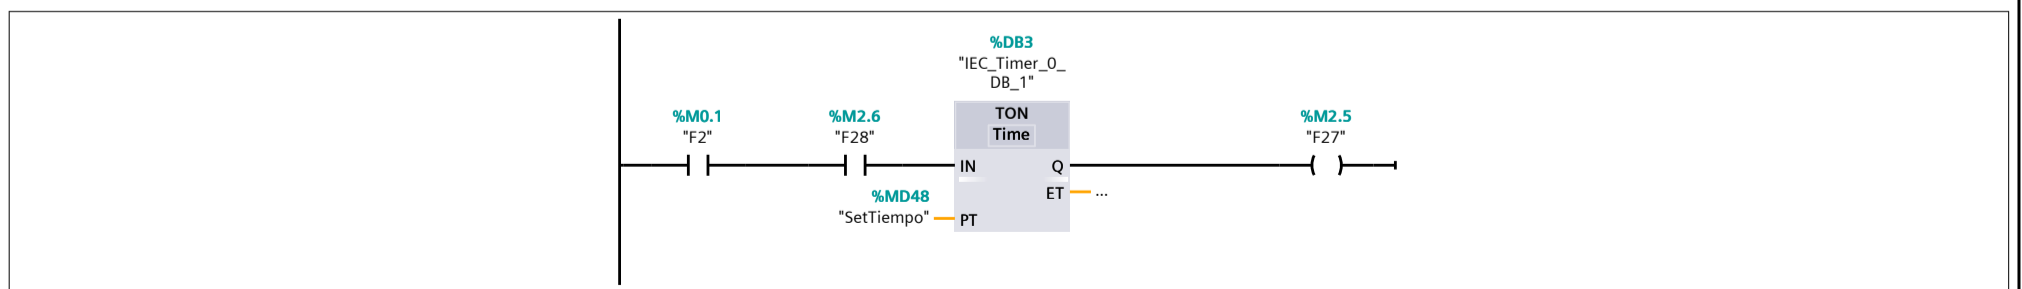 %DB3
"IEC_Timer_0_
DB_1"
%M0.1
"F2"
%M2.6
"F28"
TON
Time
%M2.5
"F27"
IN
Q
ET
...
%MD48
"SetTiempo"
PT